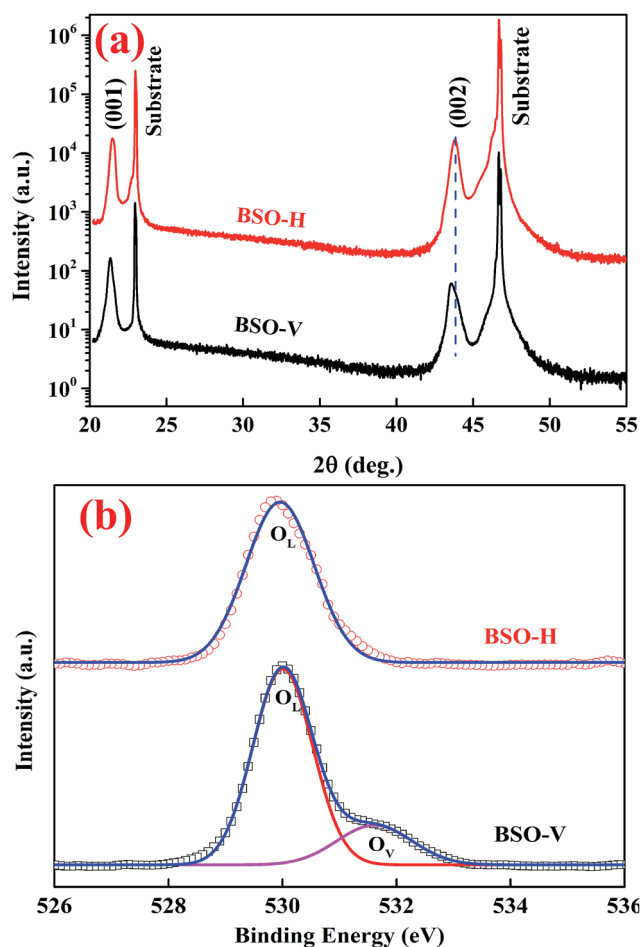 (a)
10⁶
10⁵
10⁴
10³
10²
10¹
10⁰
Intensity (a.u.)
(001)
Substrate
(002)
Substrate
BSO-H
BSO-V
20 25 30 35 40 45 50 55
2θ (deg.)
(b)
O_L
BSO-H
O_L
O_V
BSO-V
Intensity (a.u.)
526 528 530 532 534 536
Binding Energy (eV)